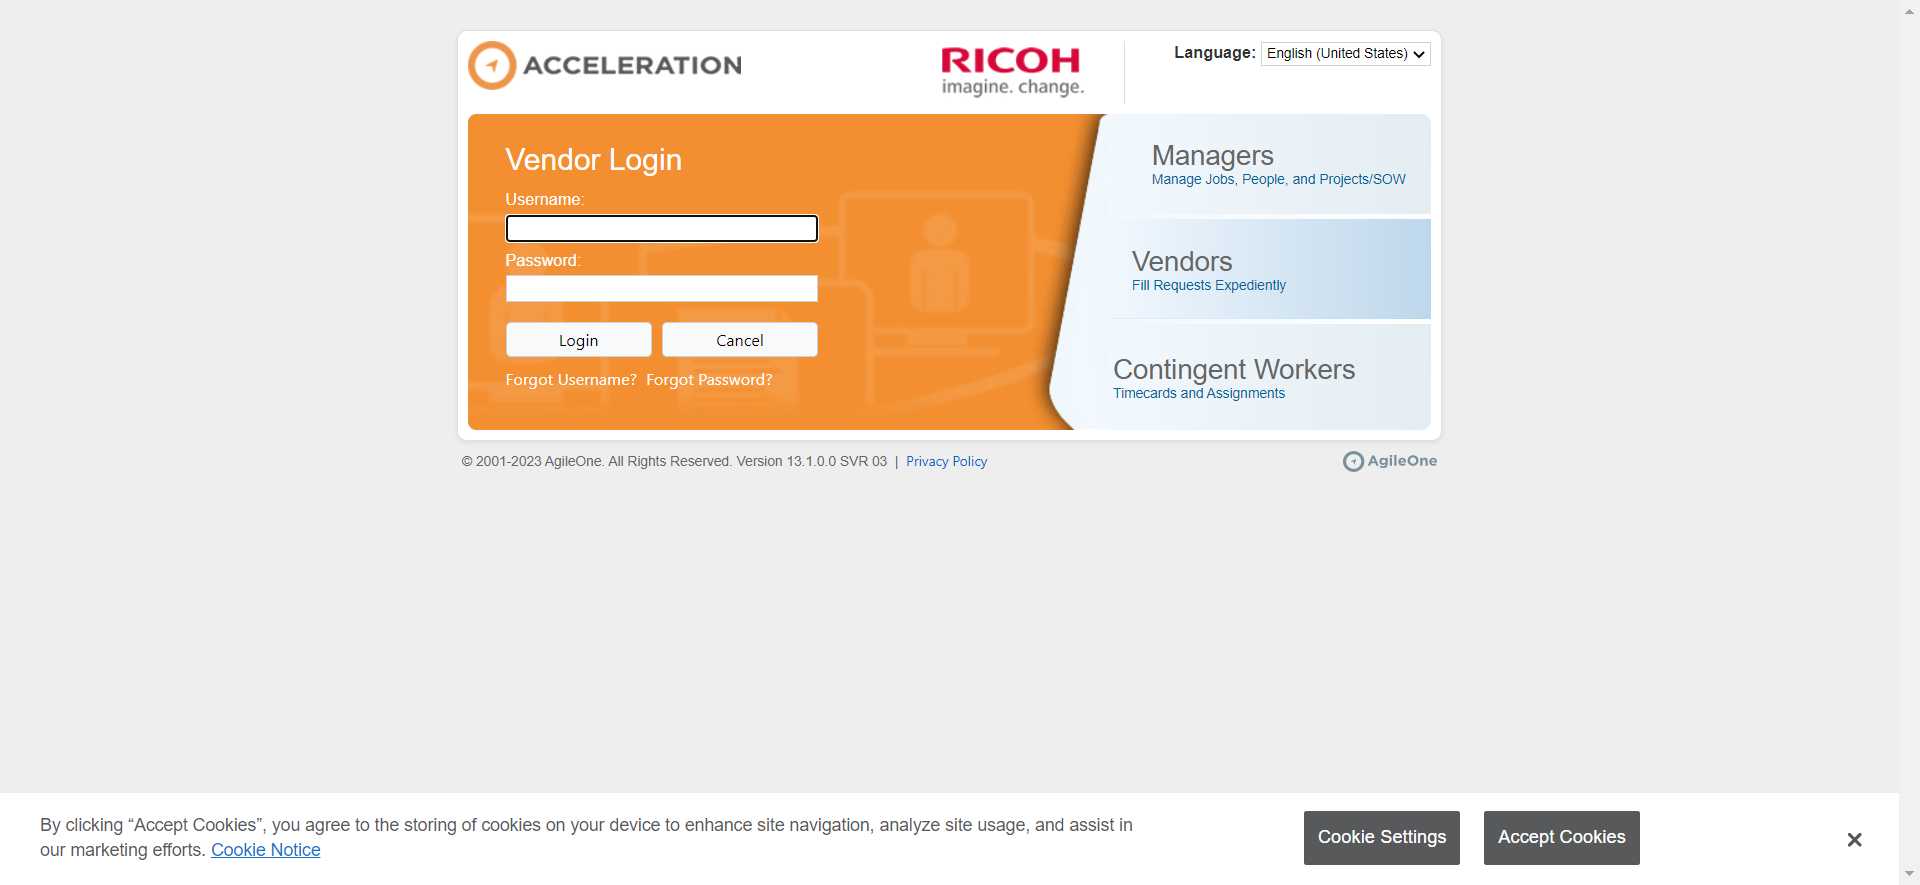 ACCELERATION
RICOH
imagine. change.
Language: English (United States)
Vendor Login
Username:
Password:
Login Cancel
Forgot Username? Forgot Password?
Managers
Manage Jobs, People, and Projects/SOW
Vendors
Fill Requests Expediently
Contingent Workers
Timecards and Assignments
© 2001-2023 AgileOne. All Rights Reserved. Version 13.1.0.0 SVR 03 | Privacy Policy
AgileOne
By clicking “Accept Cookies”, you agree to the storing of cookies on your device to enhance site navigation, analyze site usage, and assist in
our marketing efforts. Cookie Notice
Cookie Settings
Accept Cookies